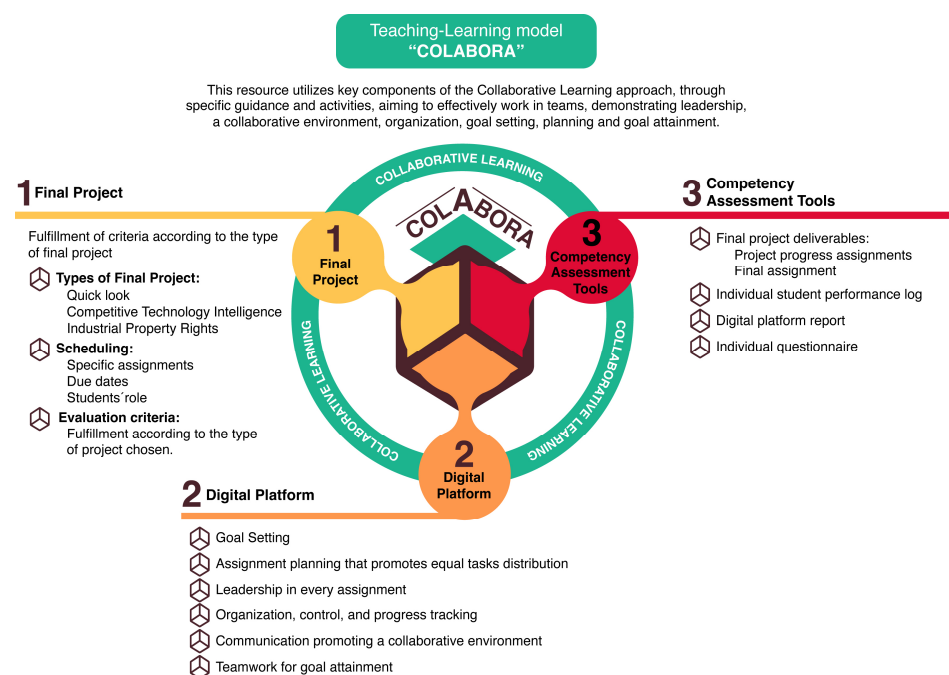 Teaching-Learning model
“COLABORA”
This resource utilizes key components of the Collaborative Learning approach, through
specific guidance and activities, aiming to effectively work in teams, demonstrating leadership,
a collaborative environment, organization, goal setting, planning and goal attainment.
1 Final Project
Fulfillment of criteria according to the type
of final project
Types of Final Project:
Quick look
Competitive Technology Intelligence
Industrial Property Rights
Scheduling:
Specific assignments
Due dates
Students´role
Evaluation criteria:
Fulfillment according to the type
of project chosen.
COLLABORATIVE LEARNING
COLABORA
1
Final
Project
3
Competency
Assessment
Tools
COLLABORATIVE LEARNING
COLLABORATIVE LEARNING
2
Digital
Platform
3 Competency
Assessment Tools
Final project deliverables:
Project progress assignments
Final assignment
Individual student performance log
Digital platform report
Individual questionnaire
2 Digital Platform
Goal Setting
Assignment planning that promotes equal tasks distribution
Leadership in every assignment
Organization, control, and progress tracking
Communication promoting a collaborative environment
Teamwork for goal attainment